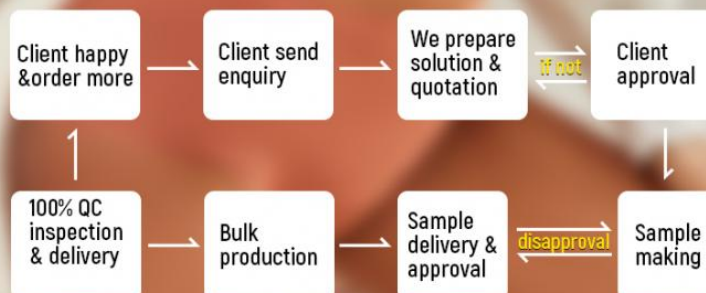 Client happy
&order more
Client send
enquiry
We prepare
solution &
quotation
if not
Client
approval
100% QC
inspection
& delivery
Bulk
production
Sample
delivery &
approval
disapproval
Sample
making